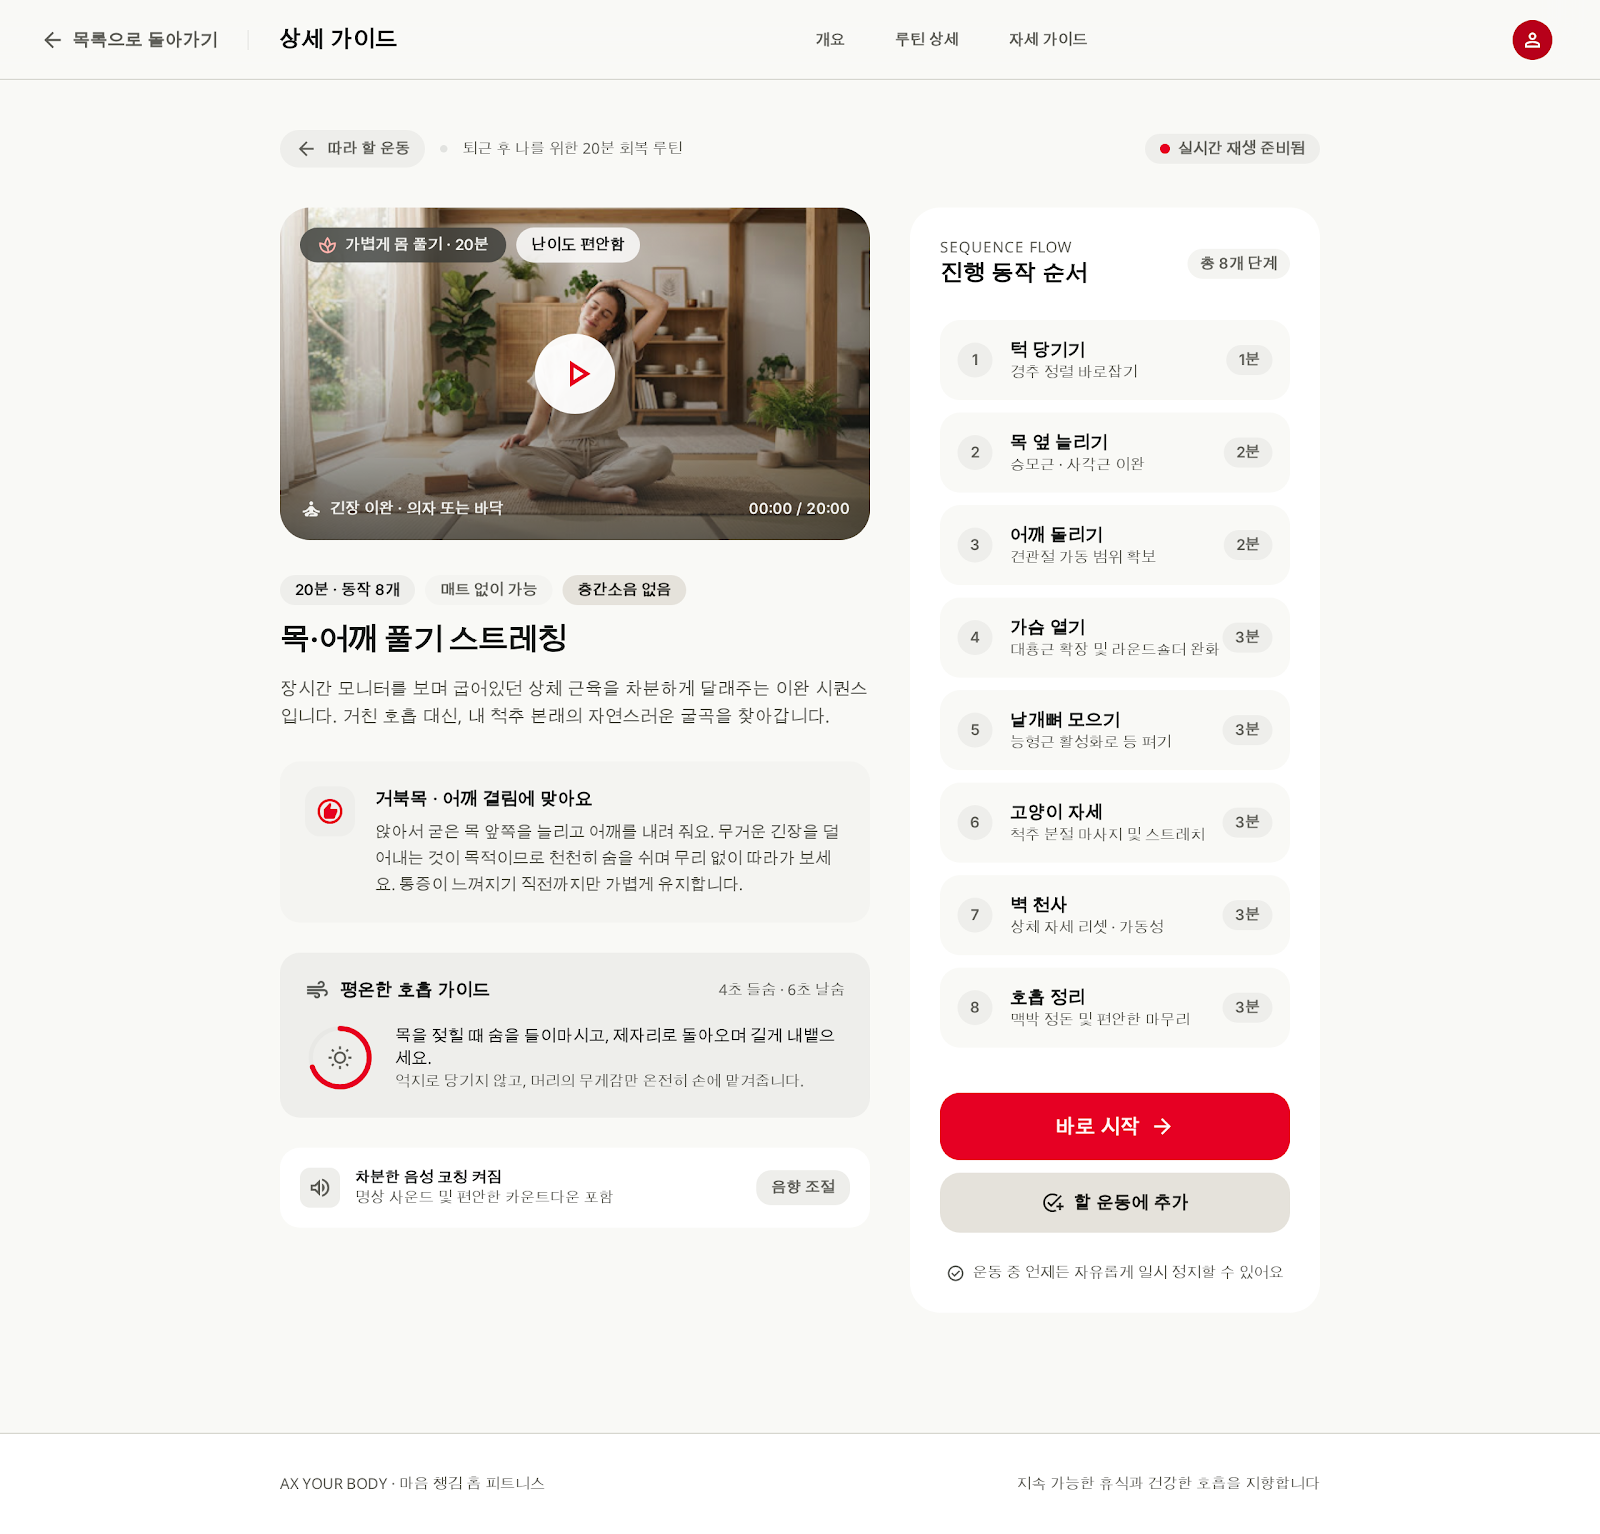 목록으로 돌아가기
상세 가이드
개요
루틴 상세
자세 가이드
따라 할 운동
퇴근 후 나를 위한 20분 회복 루틴
실시간 재생 준비됨
가볍게 몸 풀기 · 20분
난이도 편안함
긴장 이완 · 의자 또는 바닥
00:00 / 20:00
20분 · 동작 8개
매트 없이 가능
층간소음 없음
목·어깨 풀기 스트레칭
장시간 모니터를 보며 굽어있던 상체 근육을 차분하게 달래주는 이완 시퀀스
입니다. 거친 호흡 대신, 내 척추 본래의 자연스러운 굴곡을 찾아갑니다.
거북목 · 어깨 결림에 맞아요
앉아서 굳은 목 앞쪽을 늘리고 어깨를 내려 줘요. 무거운 긴장을 덜
어내는 것이 목적이므로 천천히 숨을 쉬며 무리 없이 따라가 보세
요. 통증이 느껴지기 직전까지만 가볍게 유지합니다.
평온한 호흡 가이드
4초 들숨 · 6초 날숨
목을 젖힐 때 숨을 들이마시고, 제자리로 돌아오며 길게 내뱉으
세요.
억지로 당기지 않고, 머리의 무게감만 온전히 손에 맡겨줍니다.
차분한 음성 코칭 켜짐
명상 사운드 및 편안한 카운트다운 포함
음향 조절
SEQUENCE FLOW
진행 동작 순서
총 8개 단계
1
턱 당기기
경추 정렬 바로잡기
1분
2
목 옆 늘리기
승모근 · 사각근 이완
2분
3
어깨 돌리기
견관절 가동 범위 확보
2분
4
가슴 열기
대흉근 확장 및 라운드숄더 완화
3분
5
날개뼈 모으기
능형근 활성화로 등 펴기
3분
6
고양이 자세
척추 분절 마사지 및 스트레치
3분
7
벽 천사
상체 자세 리셋 · 가동성
3분
8
호흡 정리
맥박 정돈 및 편안한 마무리
3분
바로 시작
할 운동에 추가
운동 중 언제든 자유롭게 일시 정지할 수 있어요
AX YOUR BODY · 마음 챙김 홈 피트니스
지속 가능한 휴식과 건강한 호흡을 지향합니다